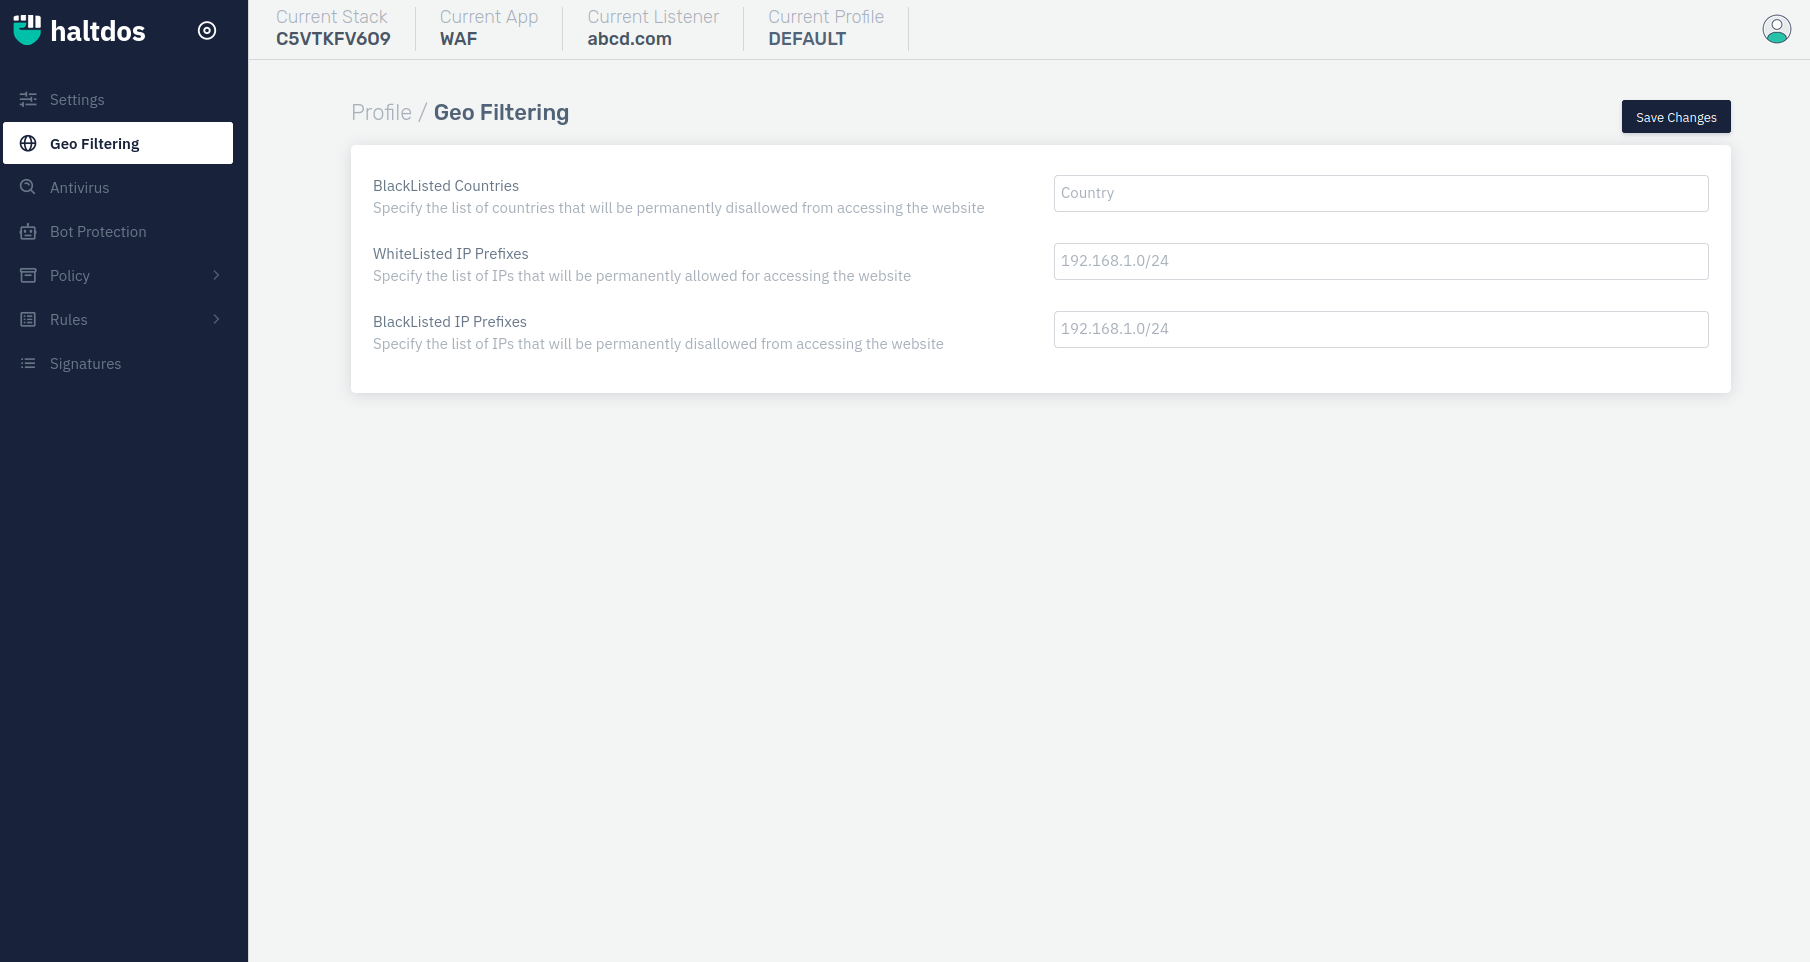 haltdos
Settings
Geo Filtering
Antivirus
Bot Protection
Policy
Rules
Signatures
Current Stack
C5VTKFV6O9
Current App
WAF
Current Listener
abcd.com
Current Profile
DEFAULT
Profile / Geo Filtering
Save Changes
BlackListed Countries
Specify the list of countries that will be permanently disallowed from accessing the website
Country
WhiteListed IP Prefixes
Specify the list of IPs that will be permanently allowed for accessing the website
192.168.1.0/24
BlackListed IP Prefixes
Specify the list of IPs that will be permanently disallowed from accessing the website
192.168.1.0/24